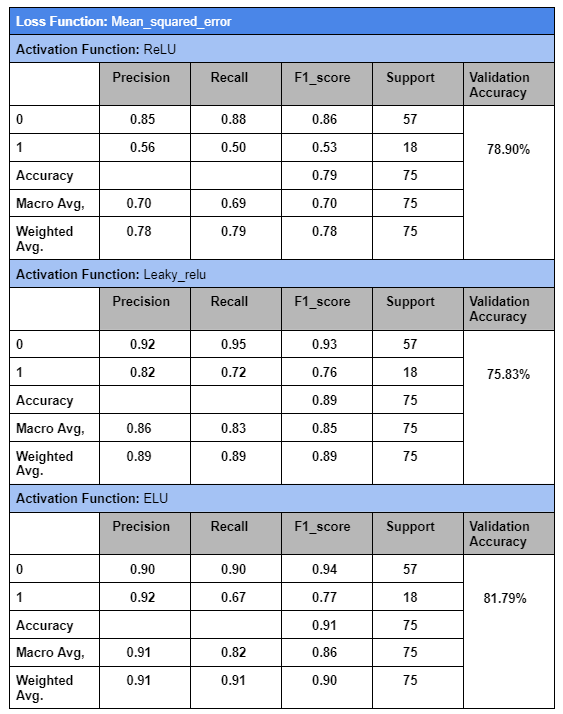 Loss Function: Mean_squared_error
Activation Function: ReLU
Precision Recall F1_score Support Validation Accuracy
0 0.85 0.88 0.86 57
1 0.56 0.50 0.53 18
78.90%
Accuracy 0.79 75
Macro Avg, 0.70 0.69 0.70 75
Weighted Avg. 0.78 0.79 0.78 75
Activation Function: Leaky_relu
Precision Recall F1_score Support Validation Accuracy
0 0.92 0.95 0.93 57
1 0.82 0.72 0.76 18
75.83%
Accuracy 0.89 75
Macro Avg, 0.86 0.83 0.85 75
Weighted Avg. 0.89 0.89 0.89 75
Activation Function: ELU
Precision Recall F1_score Support Validation Accuracy
0 0.90 0.90 0.94 57
1 0.92 0.67 0.77 18
81.79%
Accuracy 0.91 75
Macro Avg, 0.91 0.82 0.86 75
Weighted Avg. 0.91 0.91 0.90 75